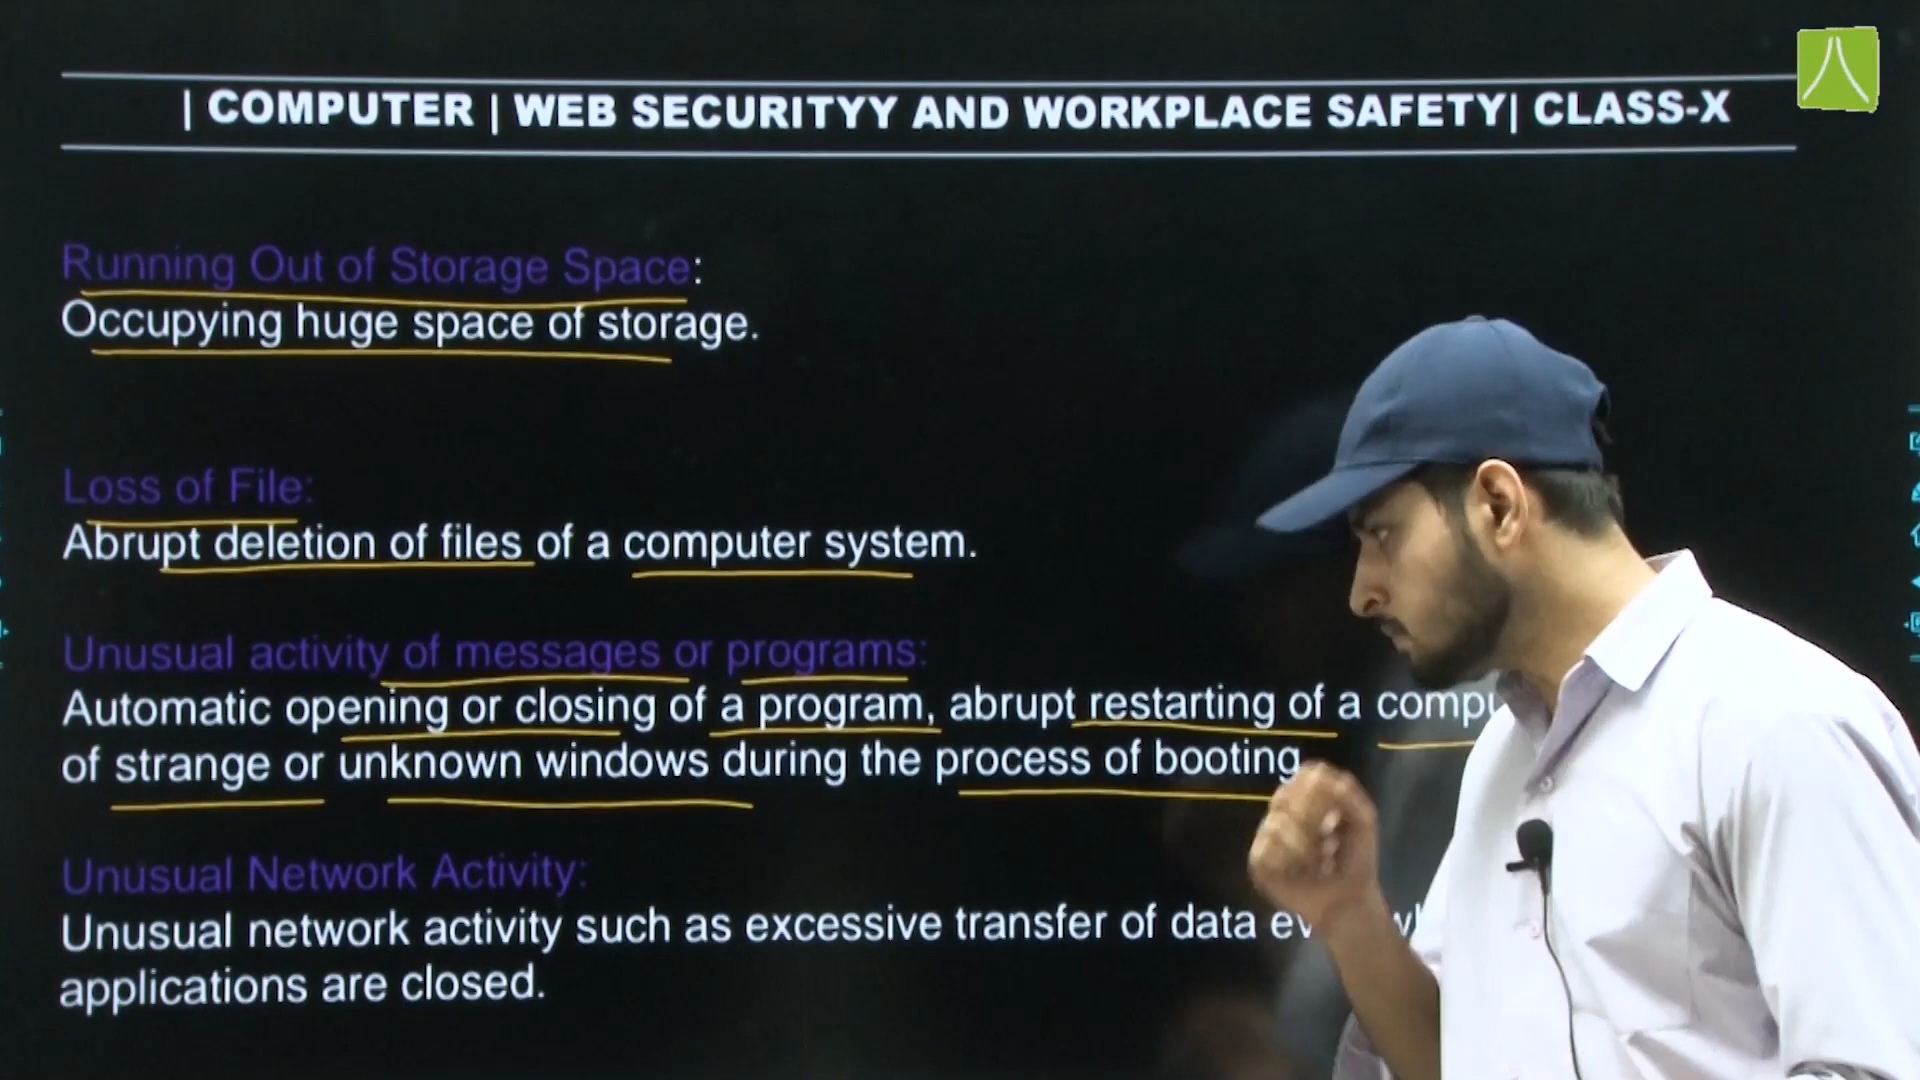 | COMPUTER | WEB SECURITYY AND WORKPLACE SAFETY| CLASS-X
Running Out of Storage Space:
Occupying huge space of storage.
Loss of File:
Abrupt deletion of files of a computer system.
Unusual activity of messages or programs:
Automatic opening or closing of a program, abrupt restarting of a
of strange or unknown windows during the process of booting
Unusual Network Activity:
Unusual network activity such as excessive transfer of data
applications are closed.